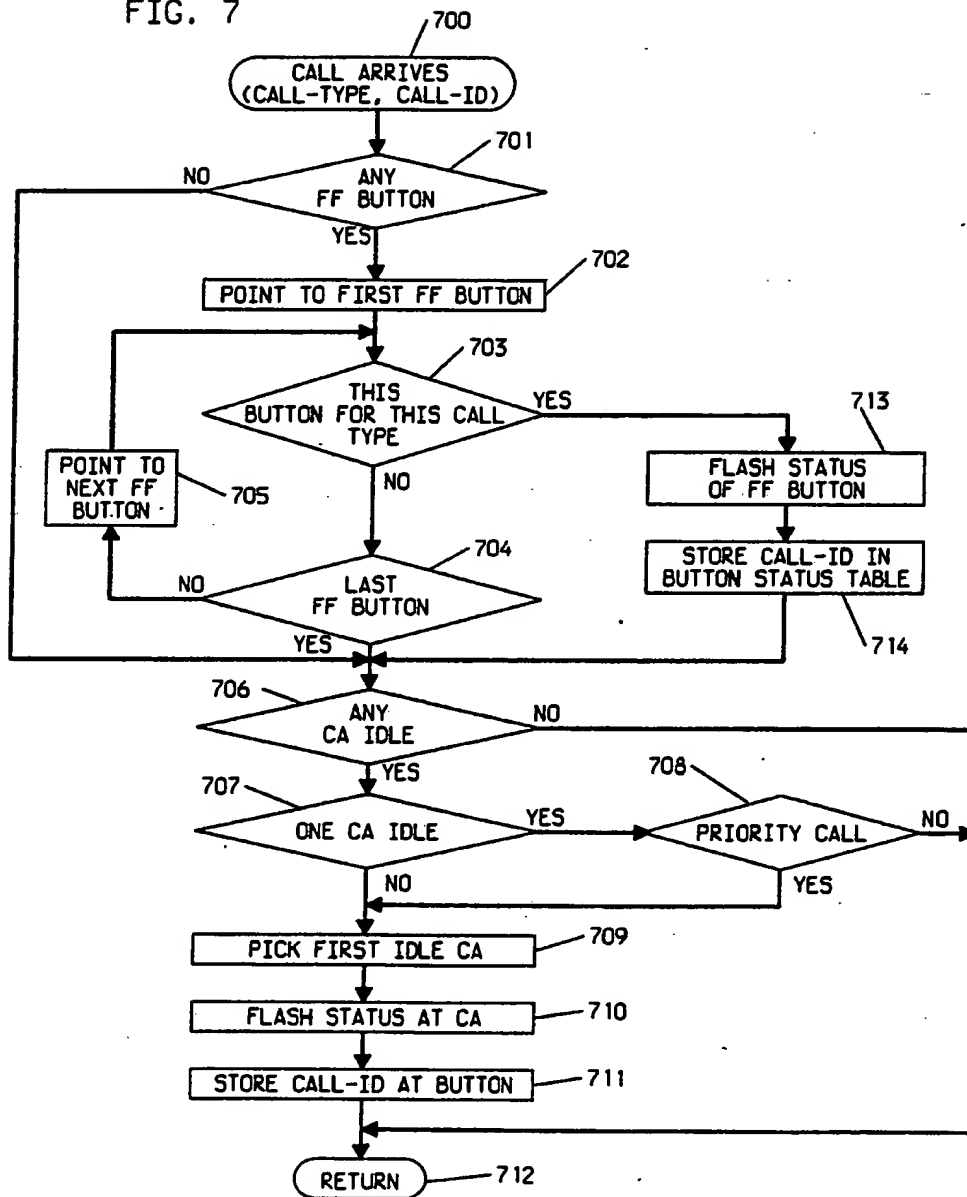 FIG. 7
700
CALL ARRIVES
(CALL-TYPE, CALL-ID)
701
NO
ANY
FF BUTTON
YES
702
POINT TO FIRST FF BUTTON
703
THIS
BUTTON FOR THIS CALL
TYPE
YES
713
FLASH STATUS
OF FF BUTTON
POINT TO
NEXT FF
BUTTON
705
NO
704
STORE CALL-ID IN
BUTTON STATUS TABLE
NO
LAST
FF BUTTON
YES
714
706
ANY
CA IDLE
NO
YES
707
708
ONE CA IDLE
YES
PRIORITY CALL
NO
NO
YES
PICK FIRST IDLE CA
709
FLASH STATUS AT CA
710
STORE CALL-ID AT BUTTON
711
RETURN
712